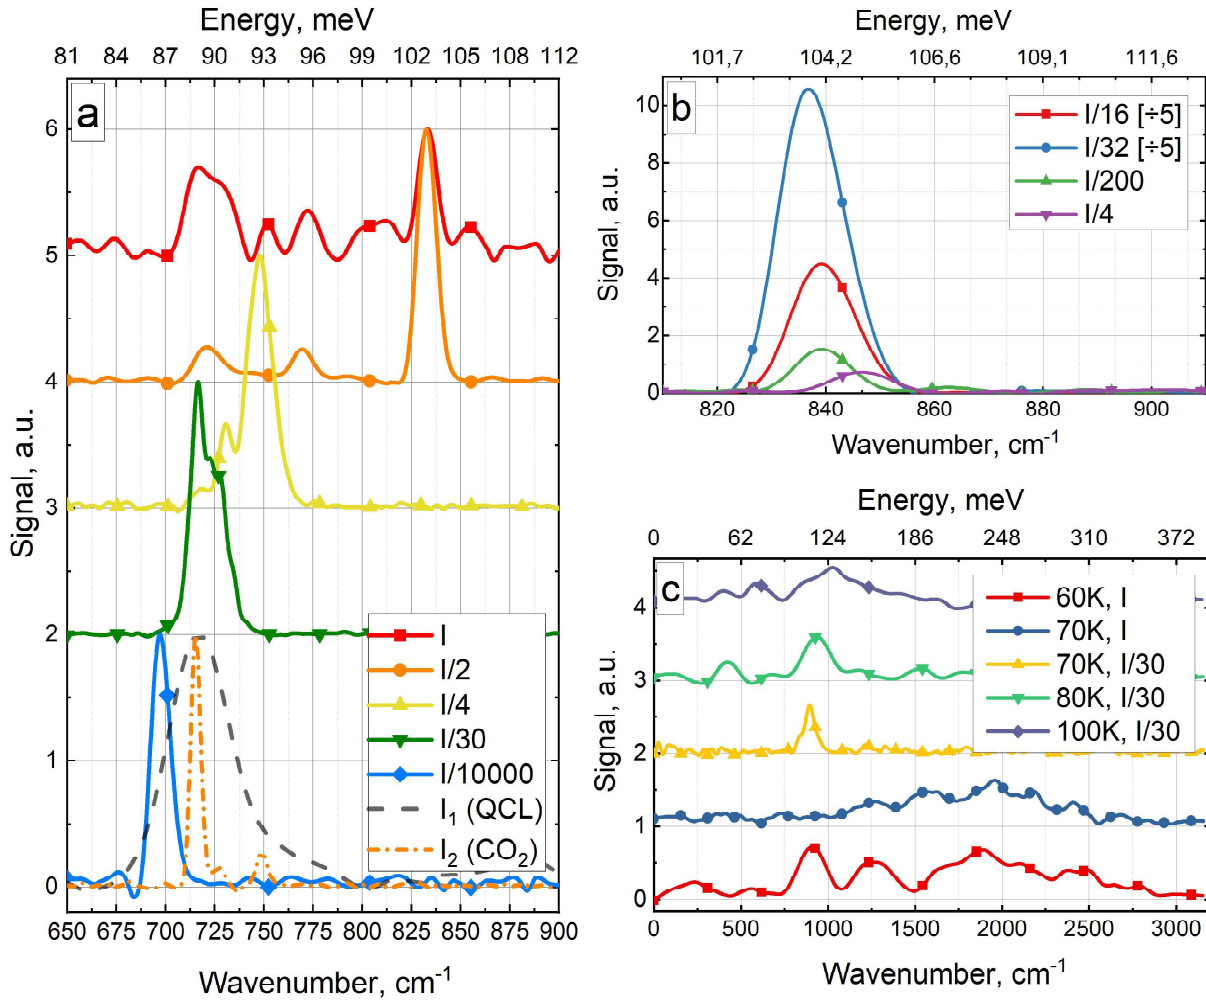 Energy, meV
81 84 87 90 93 96 99 102 105 108 112
a
Signal, a.u.
6
5
4
3
2
1
0
I
I/2
I/4
I/30
I/10000
I₁ (QCL)
I₂ (CO₂)
650 675 700 725 750 775 800 825 850 875 900
Wavenumber, cm⁻¹
Energy, meV
101,7 104,2 106,6 109,1 111,6
b
Signal, a.u.
10
8
6
4
2
0
I/16 [÷5]
I/32 [÷5]
I/200
I/4
820 840 860 880 900
Wavenumber, cm⁻¹
Energy, meV
0 62 124 186 248 310 372
c
Signal, a.u.
4
3
2
1
0
60K, I
70K, I
70K, I/30
80K, I/30
100K, I/30
0 500 1000 1500 2000 2500 3000
Wavenumber, cm⁻¹